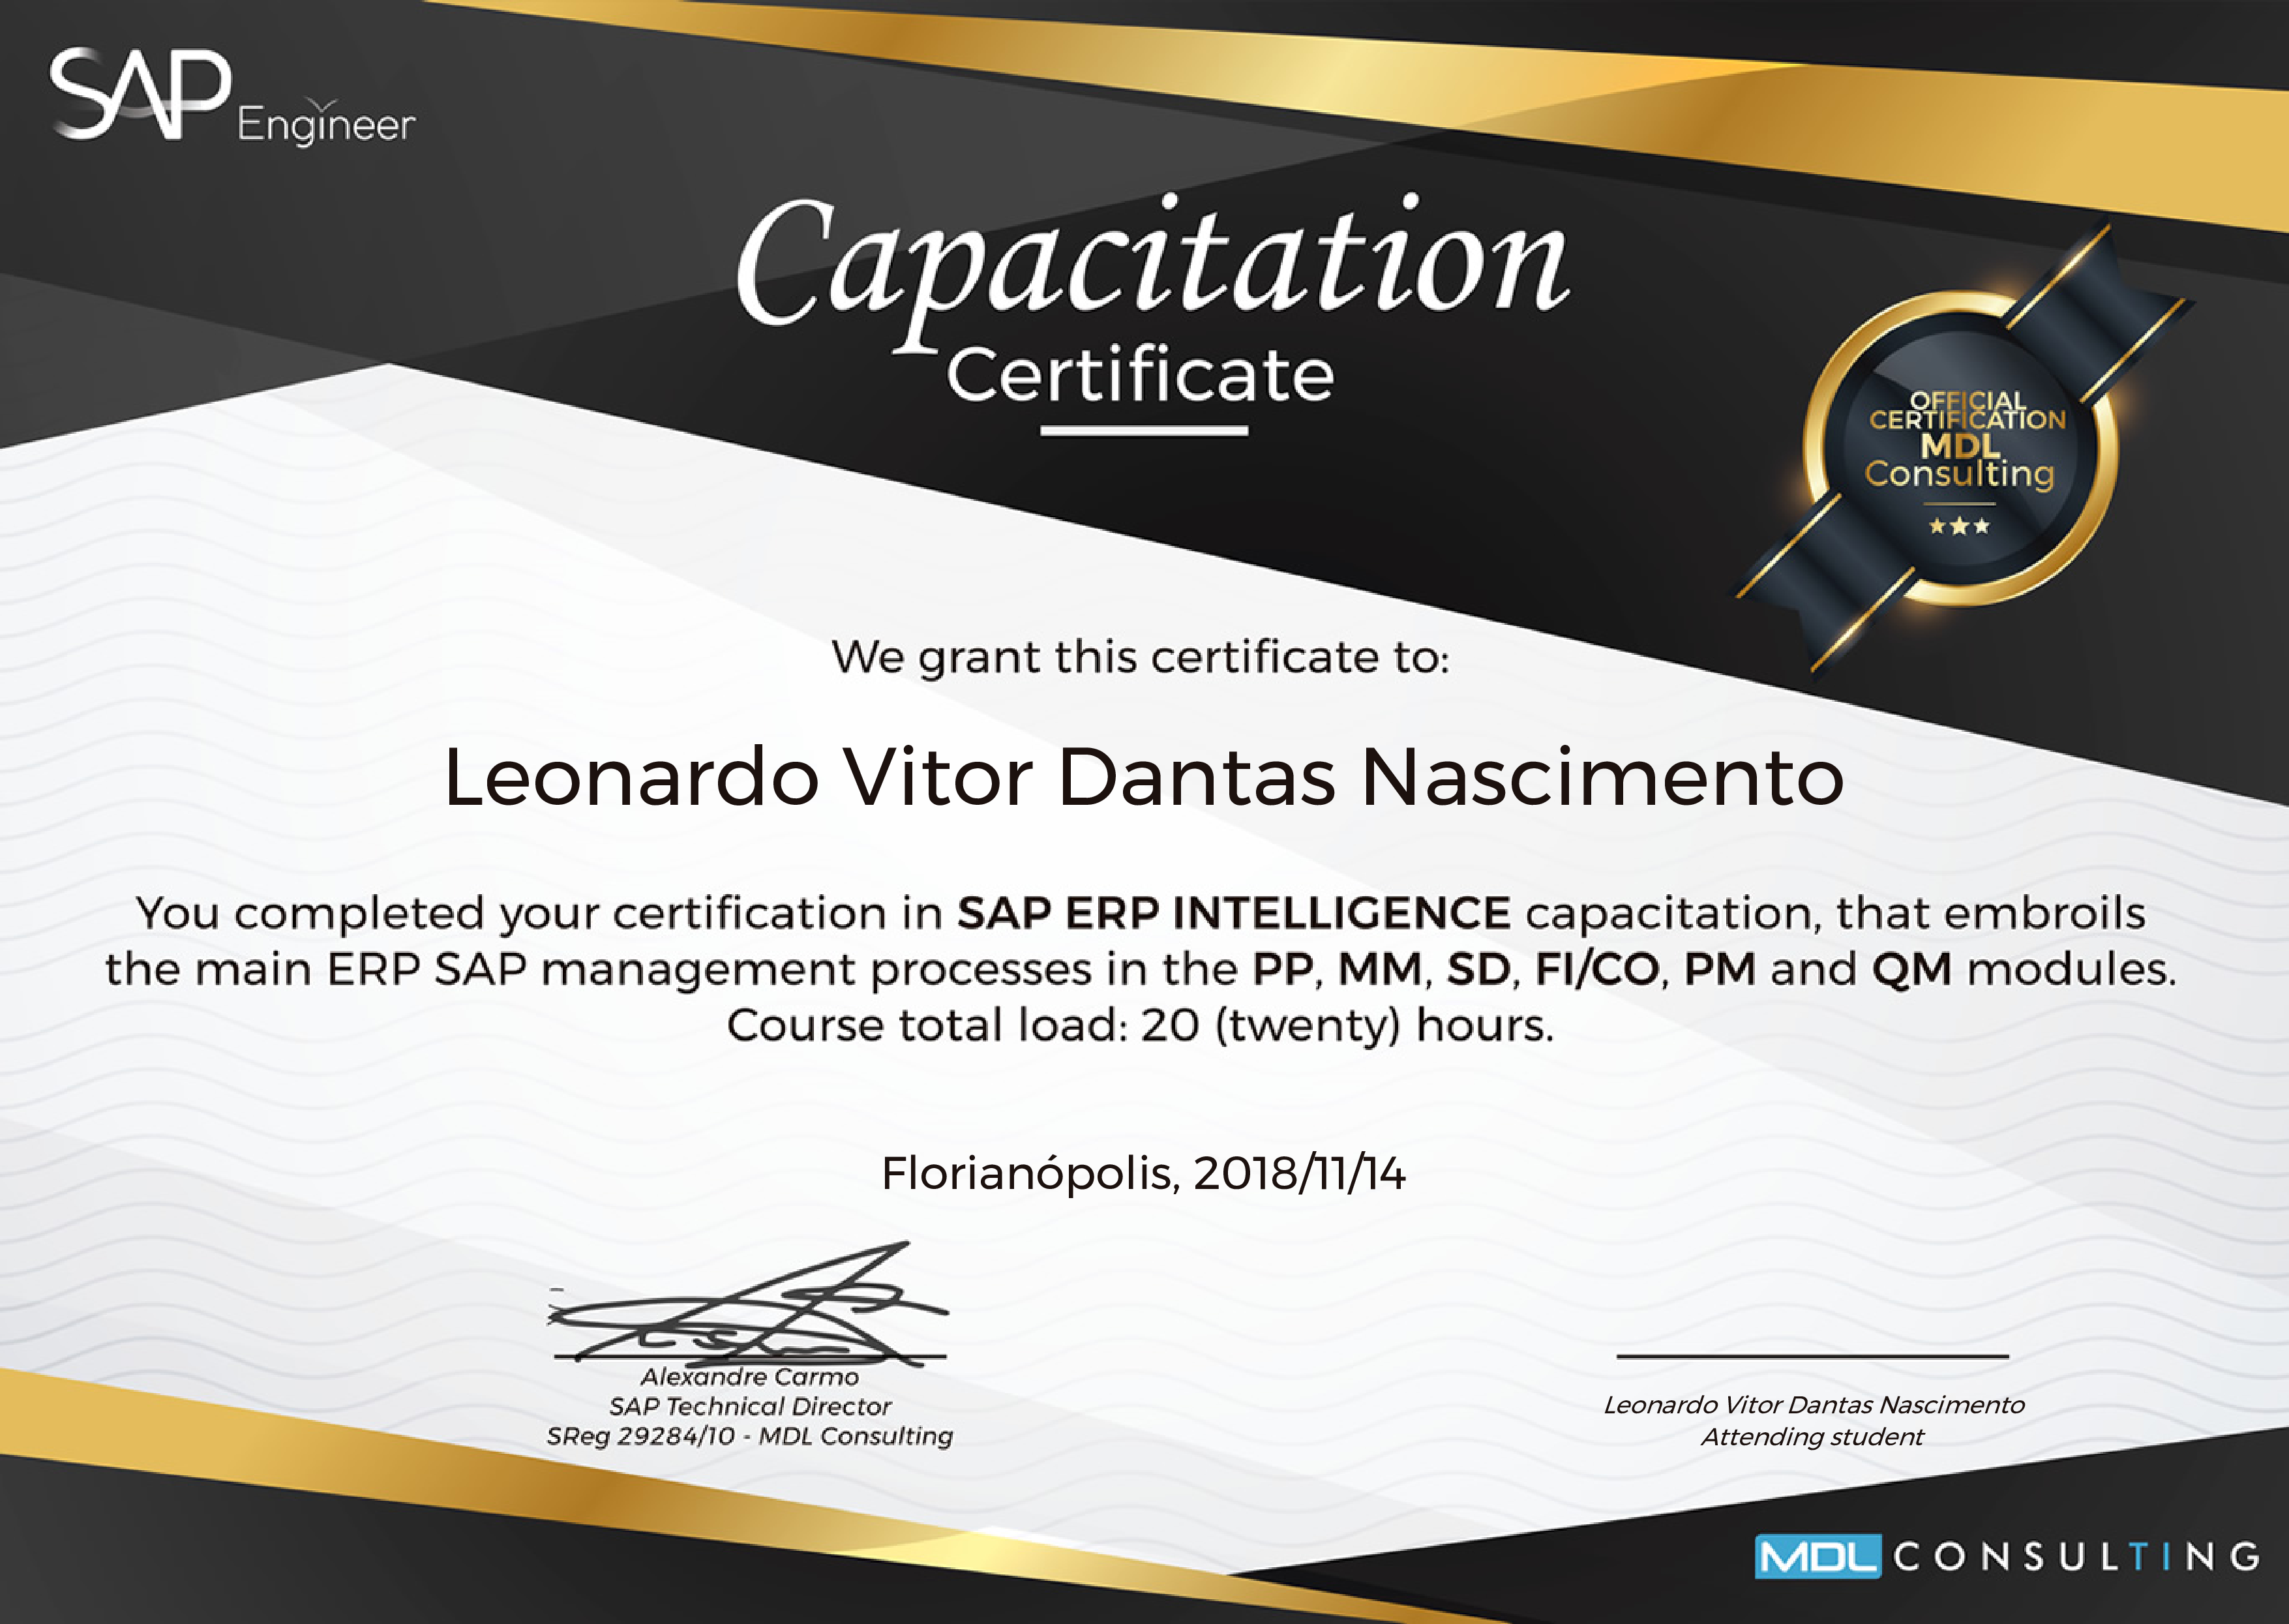 SAP Engineer
Capacitation
Certificate
OFFICIAL
CERTIFICATION
MDL
Consulting
We grant this certificate to:
Leonardo Vitor Dantas Nascimento
You completed your certification in SAP ERP INTELLIGENCE capacitation, that embroils
the main ERP SAP management processes in the PP, MM, SD, FI/CO, PM and QM modules.
Course total load: 20 (twenty) hours.
Florianópolis, 2018/11/14
Alexandre Carmo
SAP Technical Director
SReg 29284/10 - MDL Consulting
Leonardo Vitor Dantas Nascimento
Attending student
MDL CONSULTING